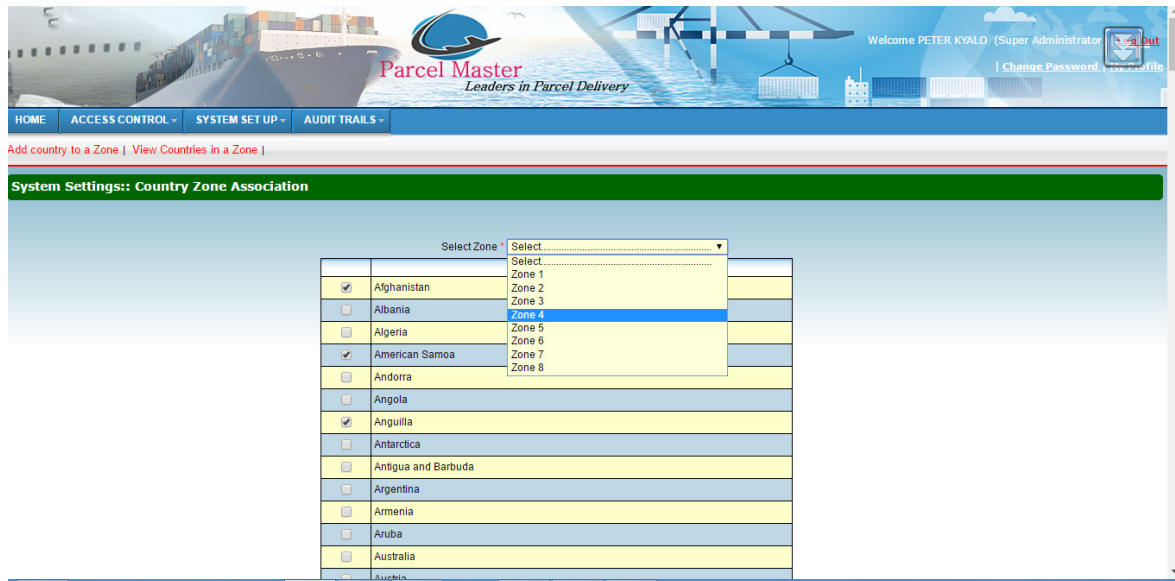 Parcel Master
Leaders in Parcel Delivery
Welcome PETER KYALO (Super Administrator Out
| Change Password |
HOME ACCESS CONTROL SYSTEM SET UP AUDIT TRAILS
Add country to a Zone | View Countries in a Zone |
System Settings:: Country Zone Association
Select Zone * Select
Select
Zone 1
Zone 2
Zone 3
Zone 4
Zone 5
Zone 6
Zone 7
Zone 8
Afghanistan
Albania
Algeria
American Samoa
Andorra
Angola
Anguilla
Antarctica
Antigua and Barbuda
Argentina
Armenia
Aruba
Australia
Austria